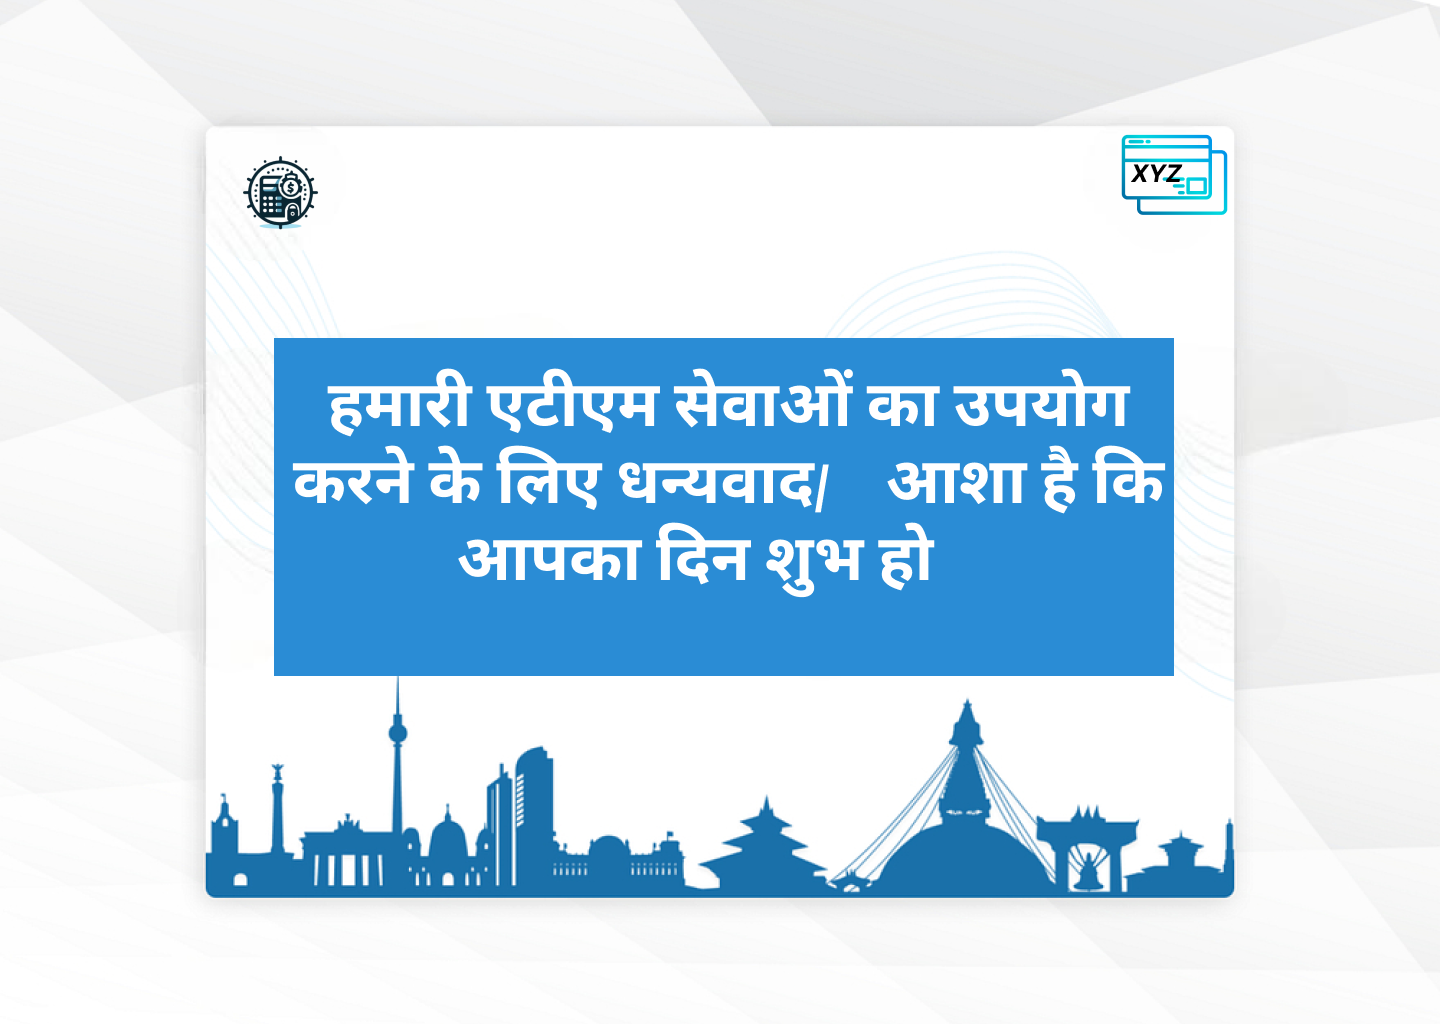 XYZ
हमारी एटीएम सेवाओं का उपयोग
करने के लिए धन्यवाद/ आशा है कि
आपका दिन शुभ हो